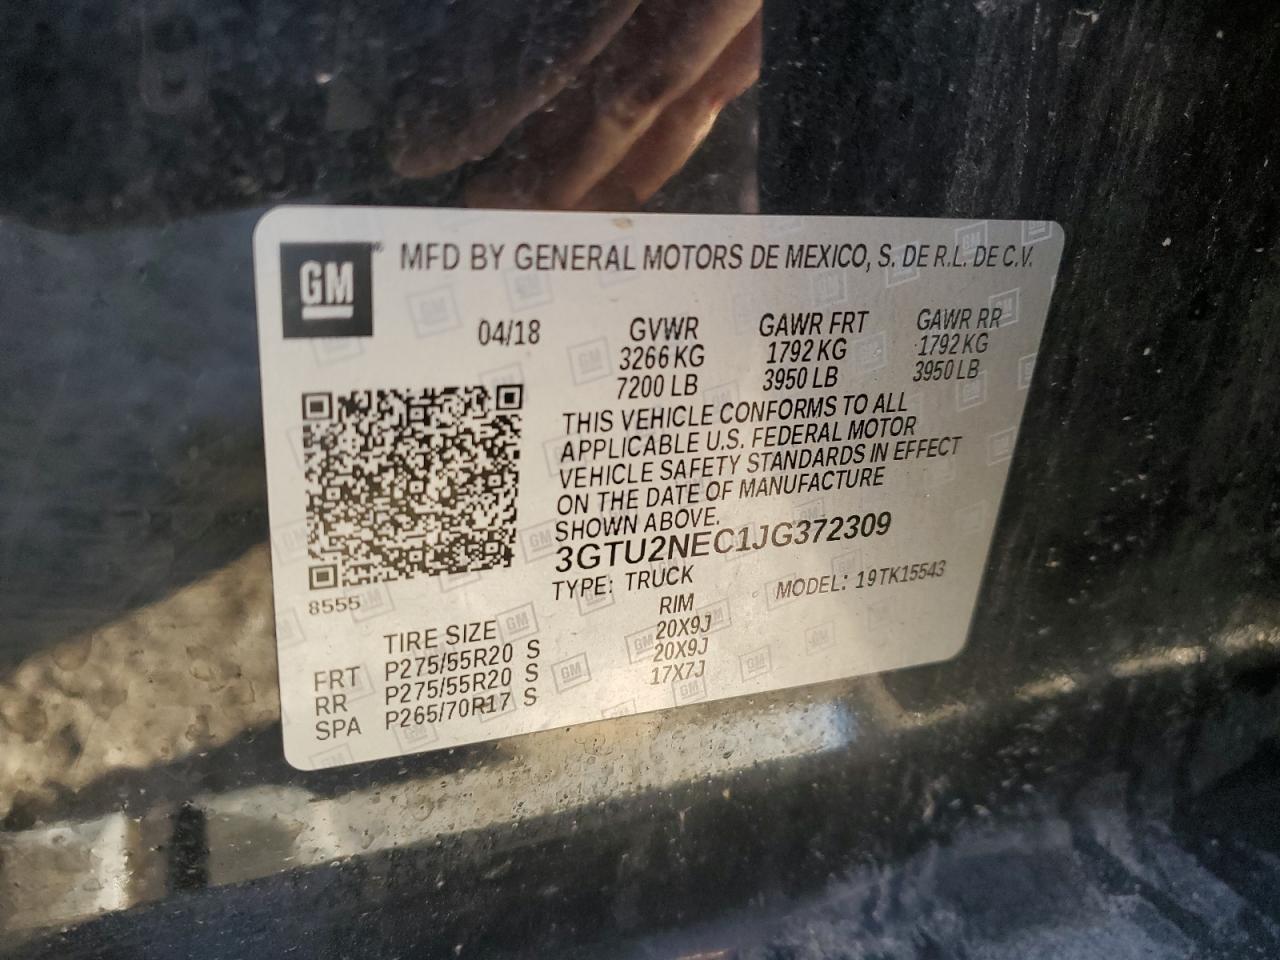 GM
MFD BY GENERAL MOTORS DE MEXICO, S. DE R.L. DE C.V.
04/18 GVWR GAWR FRT GAWR RR
3266 KG 1792 KG 1792 KG
7200 LB 3950 LB 3950 LB
THIS VEHICLE CONFORMS TO ALL
APPLICABLE U.S. FEDERAL MOTOR
VEHICLE SAFETY STANDARDS IN EFFECT
ON THE DATE OF MANUFACTURE
SHOWN ABOVE.
3GTU2NEC1JG372309
TYPE: TRUCK MODEL: 19TK15543
8555
TIRE SIZE RIM
FRT P275/55R20 S 20X9J
RR P275/55R20 S 20X9J
SPA P265/70R17 S 17X7J